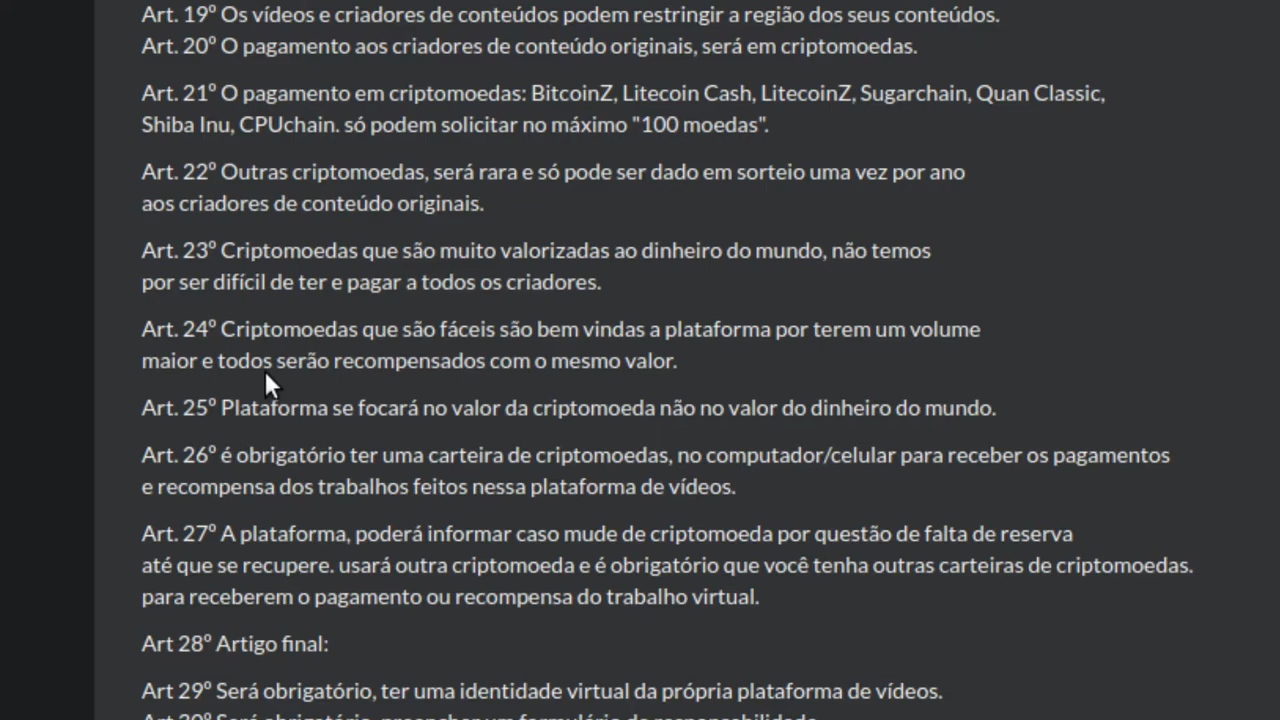 Art. 19º Os vídeos e criadores de conteúdos podem restringir a região dos seus conteúdos.
Art. 20º O pagamento aos criadores de conteúdo originais, será em criptomoedas.
Art. 21º O pagamento em criptomoedas: BitcoinZ, Litecoin Cash, LitecoinZ, Sugarchain, Quan Classic,
Shiba Inu, CPUchain. só podem solicitar no máximo "100 moedas".
Art. 22º Outras criptomoedas, será rara e só pode ser dado em sorteio uma vez por ano
aos criadores de conteúdo originais.
Art. 23º Criptomoedas que são muito valorizadas ao dinheiro do mundo, não temos
por ser difícil de ter e pagar a todos os criadores.
Art. 24º Criptomoedas que são fáceis são bem vindas a plataforma por terem um volume
maior e todos serão recompensados com o mesmo valor.
Art. 25º Plataforma se focará no valor da criptomoeda não no valor do dinheiro do mundo.
Art. 26º é obrigatório ter uma carteira de criptomoedas, no computador/celular para receber os pagamentos
e recompensa dos trabalhos feitos nessa plataforma de vídeos.
Art. 27º A plataforma, poderá informar caso mude de criptomoeda por questão de falta de reserva
até que se recupere. usará outra criptomoeda e é obrigatório que você tenha outras carteiras de criptomoedas.
para receberem o pagamento ou recompensa do trabalho virtual.
Art 28º Artigo final:
Art 29º Será obrigatório, ter uma identidade virtual da própria plataforma de vídeos.
Art 30º Será obrigatório, preencher um formulário de responsabilidade